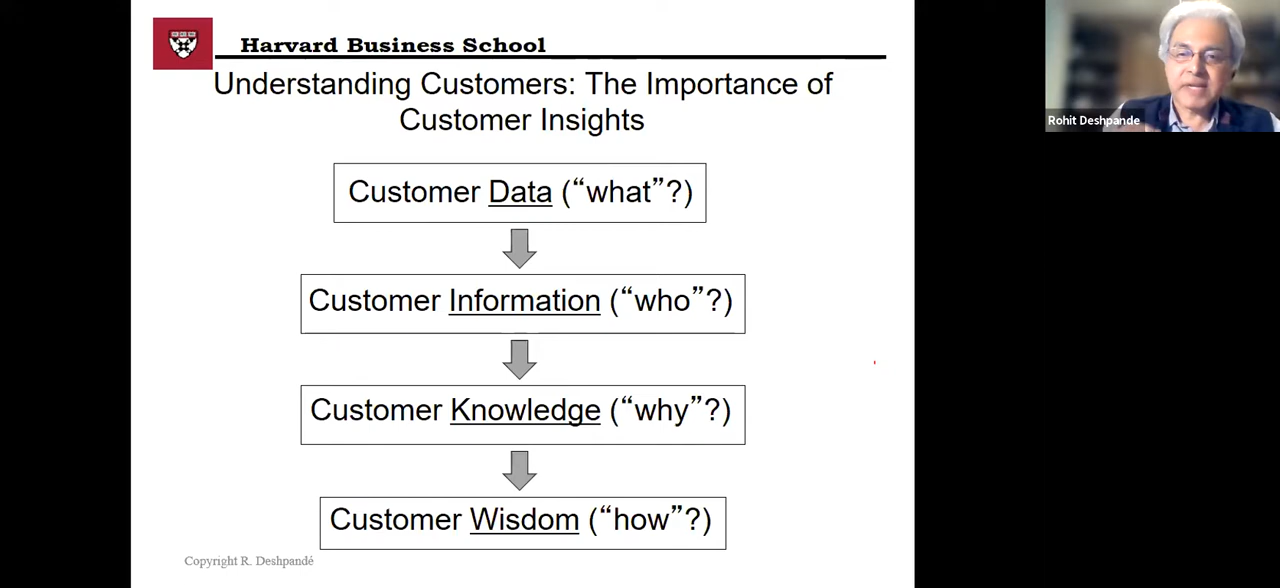 Harvard Business School
Understanding Customers: The Importance of
Customer Insights
Customer Data (“what”?)
Customer Information (“who”?)
Customer Knowledge (“why”?)
Customer Wisdom (“how”?)
Copyright R. Deshpandé
Rohit Deshpande